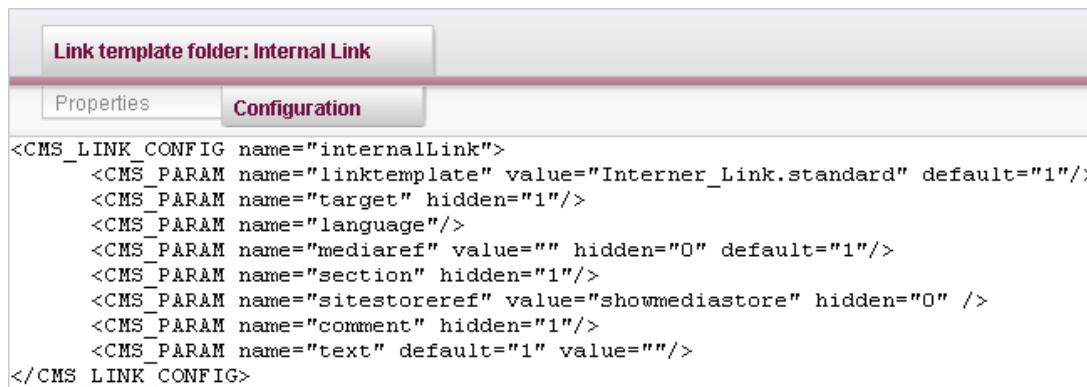 Link template folder: Internal Link
Properties Configuration
<CMS_LINK_CONFIG name="internalLink">
<CMS_PARAM name="linktemplate" value="Interner_Link.standard" default="1"/>
<CMS_PARAM name="target" hidden="1"/>
<CMS_PARAM name="language"/>
<CMS_PARAM name="mediaref" value="" hidden="0" default="1"/>
<CMS_PARAM name="section" hidden="1"/>
<CMS_PARAM name="sitestoreref" value="showmediastore" hidden="0" />
<CMS_PARAM name="comment" hidden="1"/>
<CMS_PARAM name="text" default="1" value=""/>
</CMS_LINK_CONFIG>